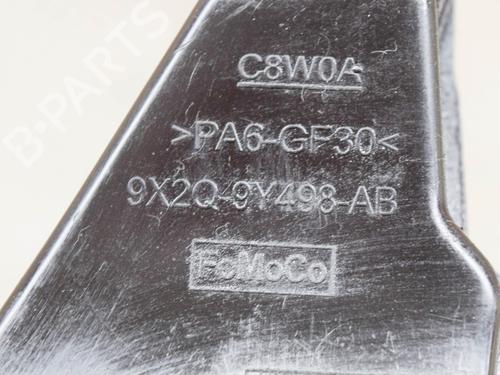 C8W0A
>PA6-GF30<
9X2Q-9Y498-AB
FoMoCo
B-PARTS